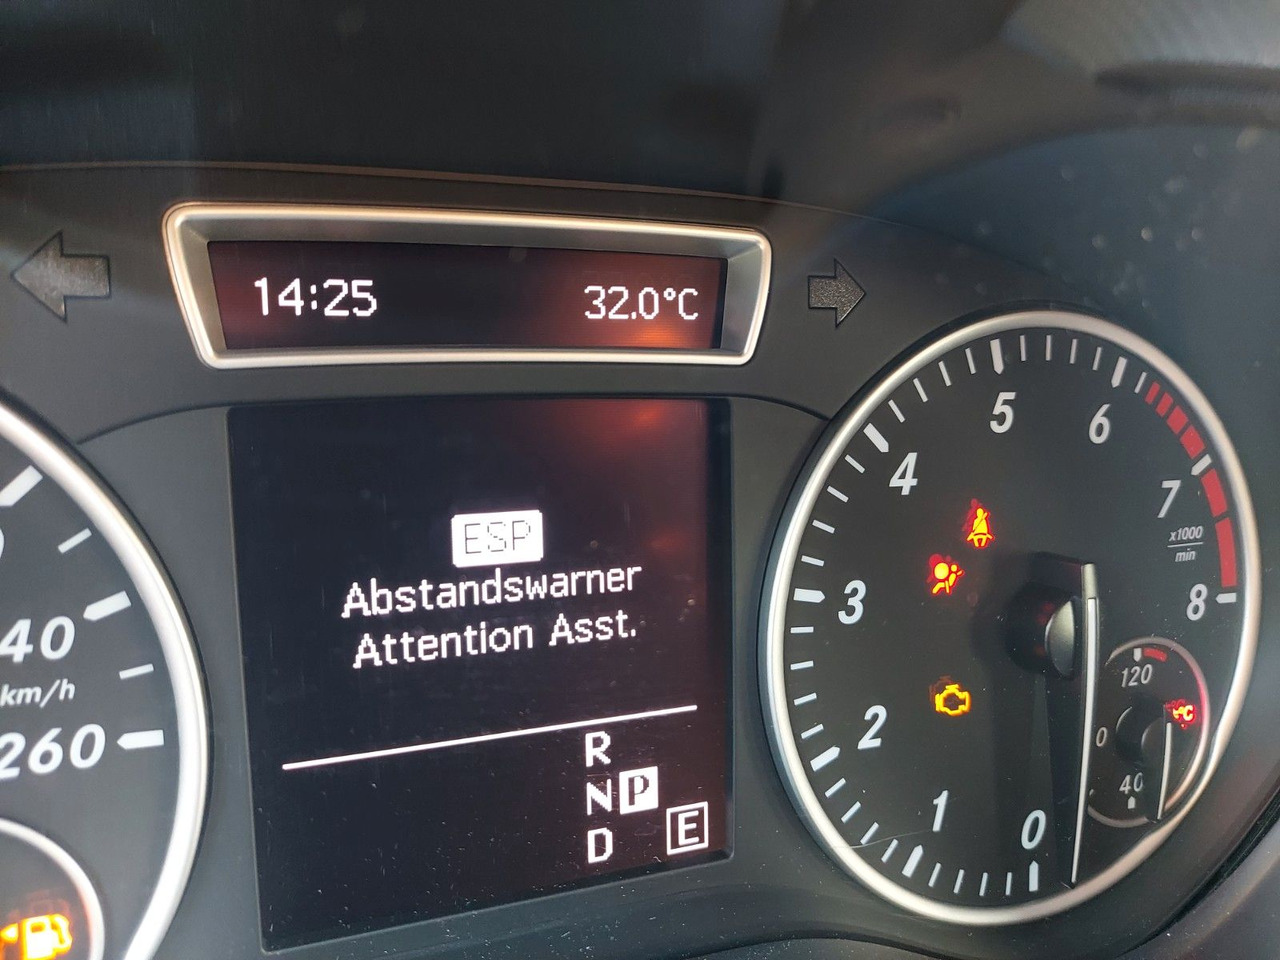 14:25 32.0°C
ESP
Abstandswarner
Attention Asst.
R
N P
D E
40
km/h
260
0
1
2
3
4
5
6
7
8
x1000
min
120
°C
0
40